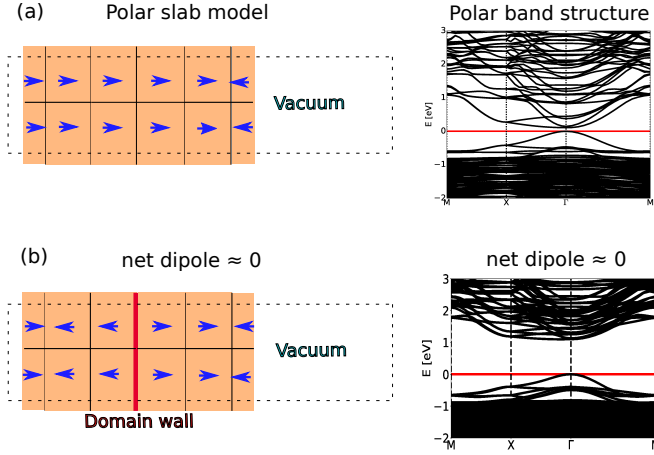 (a)
Polar slab model
Polar band structure
Vacuum
E [eV]
3
2
1
0
−1
−2
M
X
Γ
M
(b)
net dipole ≈ 0
net dipole ≈ 0
Vacuum
Domain wall
E [eV]
3
2
1
0
−1
−2
M
X
Γ